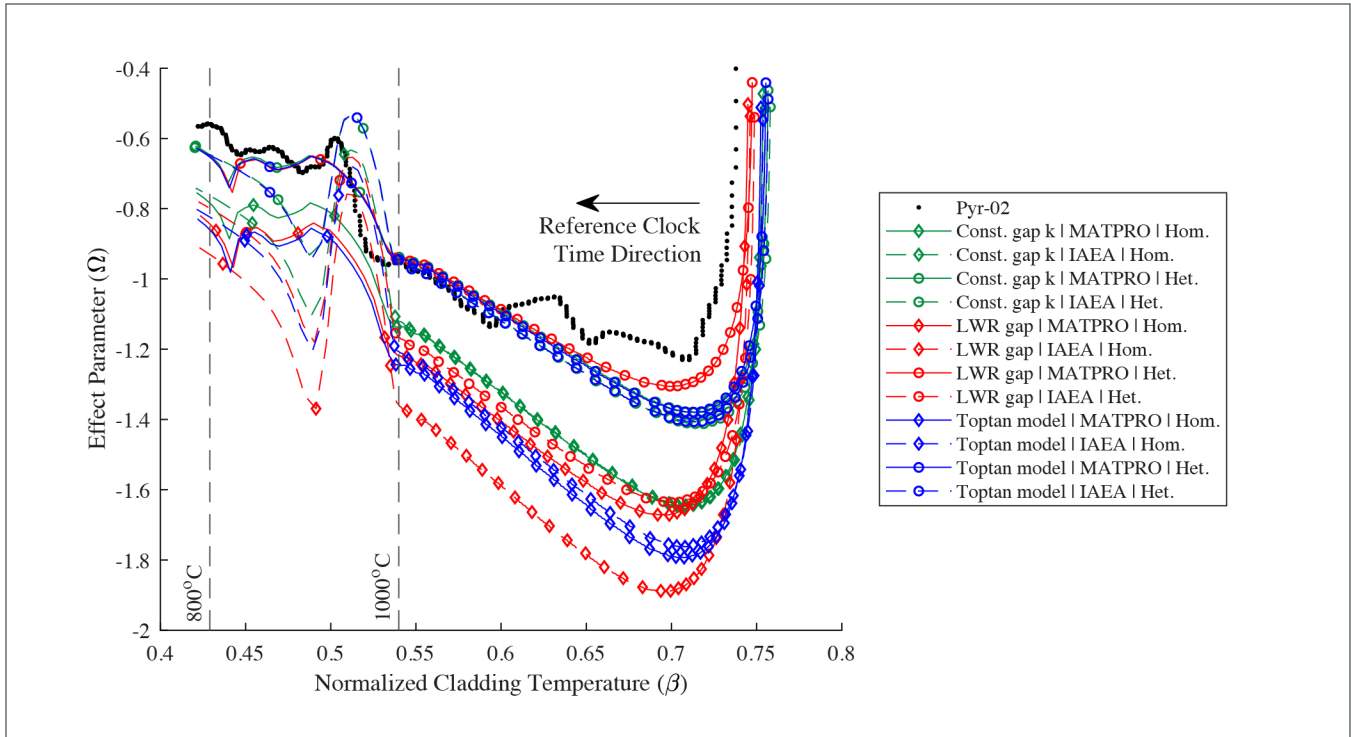 -0.4
-0.6
-0.8
-1
-1.2
-1.4
-1.6
-1.8
-2
Effect Parameter (Ω)
0.4 0.45 0.5 0.55 0.6 0.65 0.7 0.75 0.8
Normalized Cladding Temperature (β)
800°C
1000°C
Reference Clock
Time Direction
Pyr-02
Const. gap k | MATPRO | Hom.
Const. gap k | IAEA | Hom.
Const. gap k | MATPRO | Het.
Const. gap k | IAEA | Het.
LWR gap | MATPRO | Hom.
LWR gap | IAEA | Hom.
LWR gap | MATPRO | Het.
LWR gap | IAEA | Het.
Toptan model | MATPRO | Hom.
Toptan model | IAEA | Hom.
Toptan model | MATPRO | Het.
Toptan model | IAEA | Het.